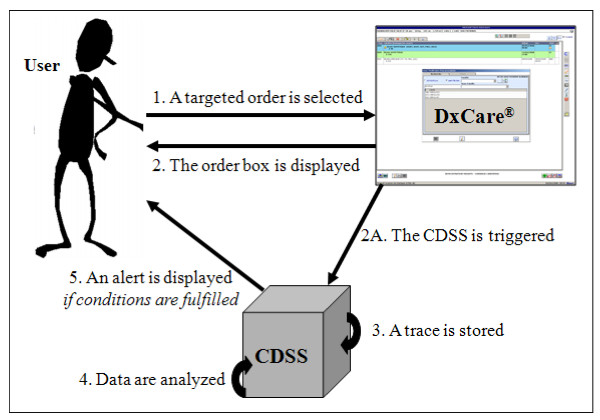 User
1. A targeted order is selected
DxCare®
2. The order box is displayed
2A. The CDSS is triggered
5. An alert is displayed
if conditions are fulfilled
3. A trace is stored
CDSS
4. Data are analyzed